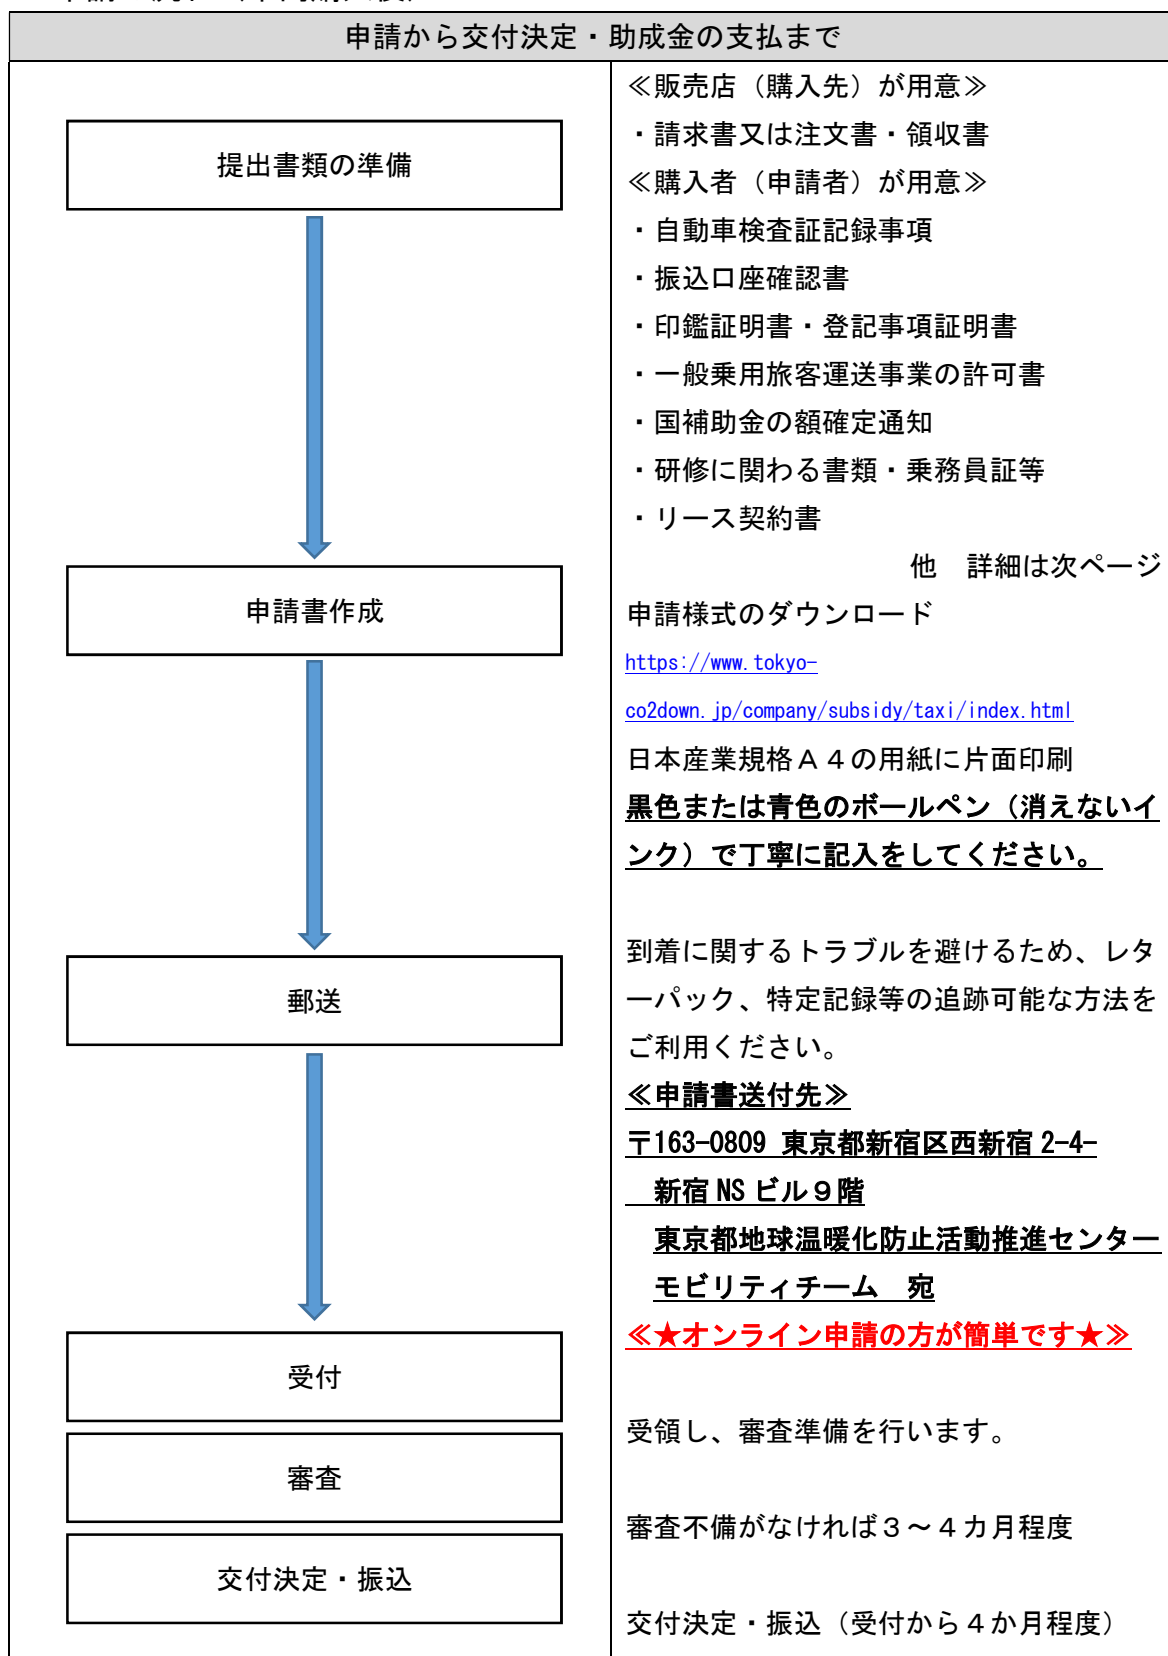 申請から交付決定・助成金の支払まで
提出書類の準備
申請書作成
郵送
受付
審査
交付決定・振込
≪販売店（購入先）が用意≫
・請求書又は注文書・領収書
≪購入者（申請者）が用意≫
・自動車検査証記録事項
・振込口座確認書
・印鑑証明書・登記事項証明書
・一般乗用旅客運送事業の許可書
・国補助金の額確定通知
・研修に関わる書類・乗務員証等
・リース契約書
他　詳細は次ページ
申請様式のダウンロード
https://www.tokyo-
co2down.jp/company/subsidy/taxi/index.html
日本産業規格Ａ４の用紙に片面印刷
黒色または青色のボールペン（消えないイ
ンク）で丁寧に記入をしてください。
到着に関するトラブルを避けるため、レタ
ーパック、特定記録等の追跡可能な方法を
ご利用ください。
≪申請書送付先≫
〒163-0809 東京都新宿区西新宿 2-4-
新宿 NS ビル９階
東京都地球温暖化防止活動推進センター
モビリティチーム　宛
≪★オンライン申請の方が簡単です★≫
受領し、審査準備を行います。
審査不備がなければ３～４カ月程度
交付決定・振込（受付から４か月程度）